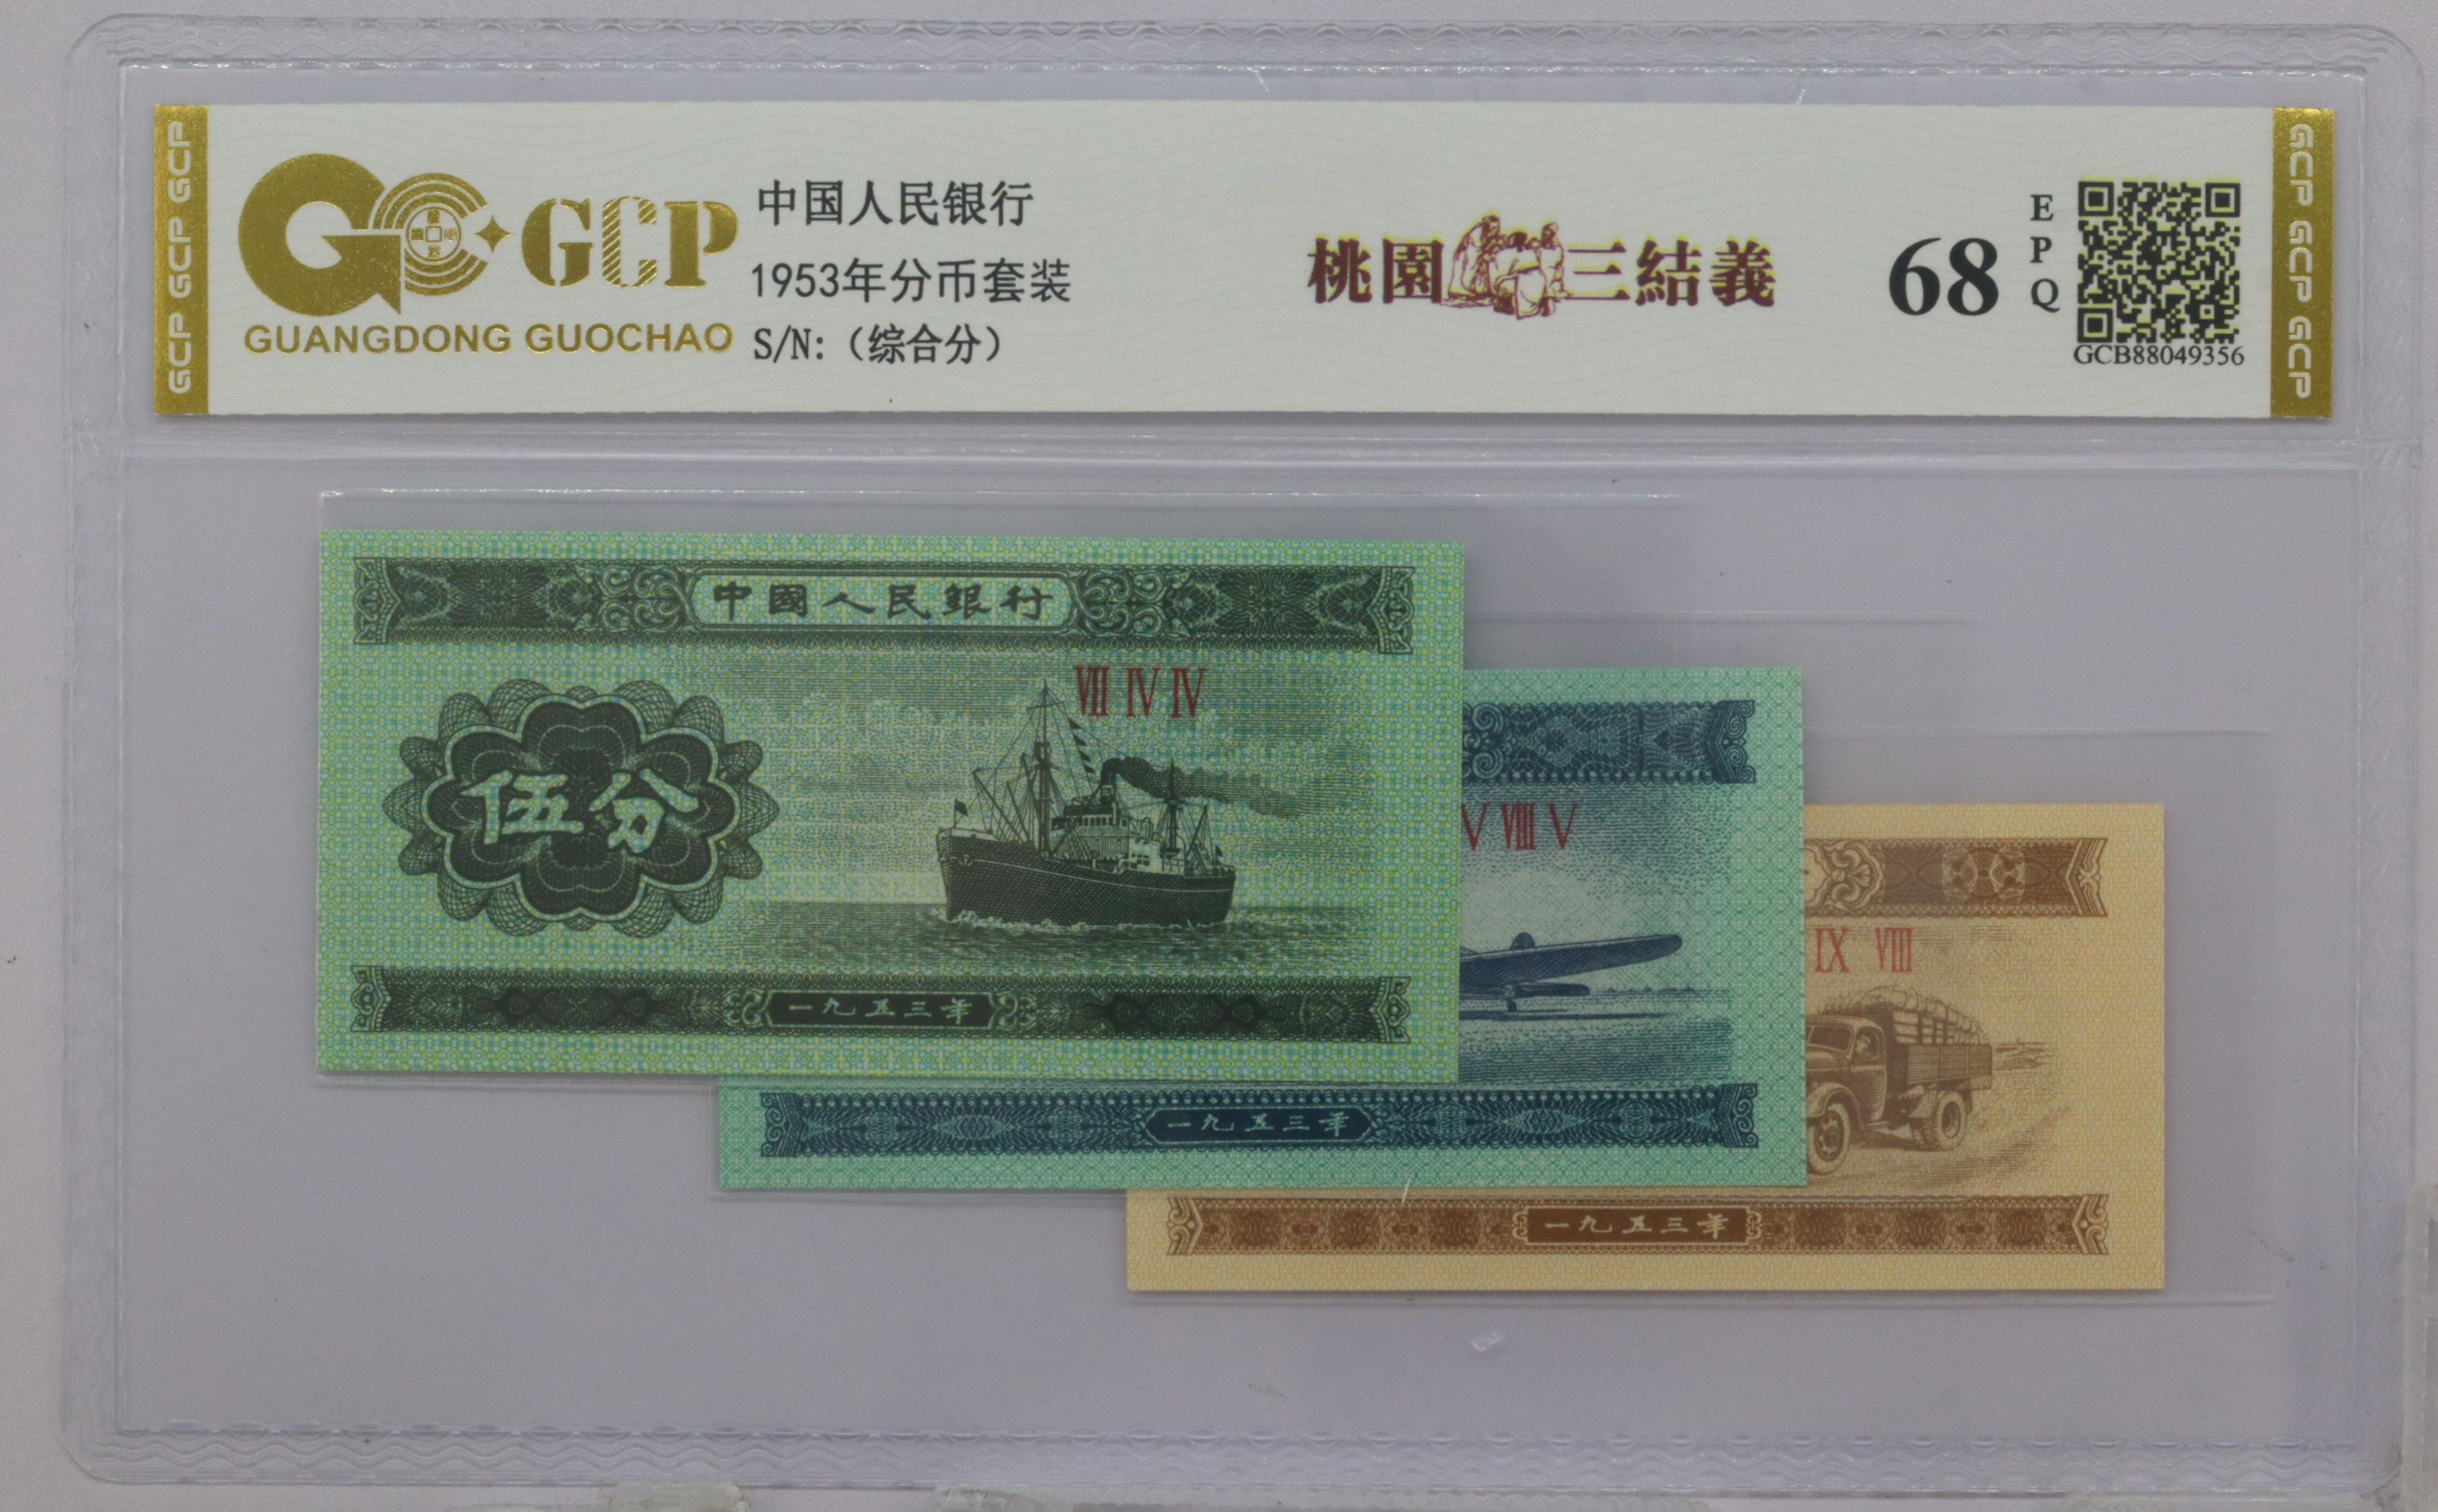 GCP GCP GCP
GCP
GUANGDONG GUOCHAO
中国人民银行
1953年分币套装
S/N:（综合分）
桃園三結義
68
EPQ
GCB88049356
GCP GCP GCP
中國人民銀行
VII IV IV
伍分
一九五三年
V VIII V
一九五三年
IX VIII
一九五三年